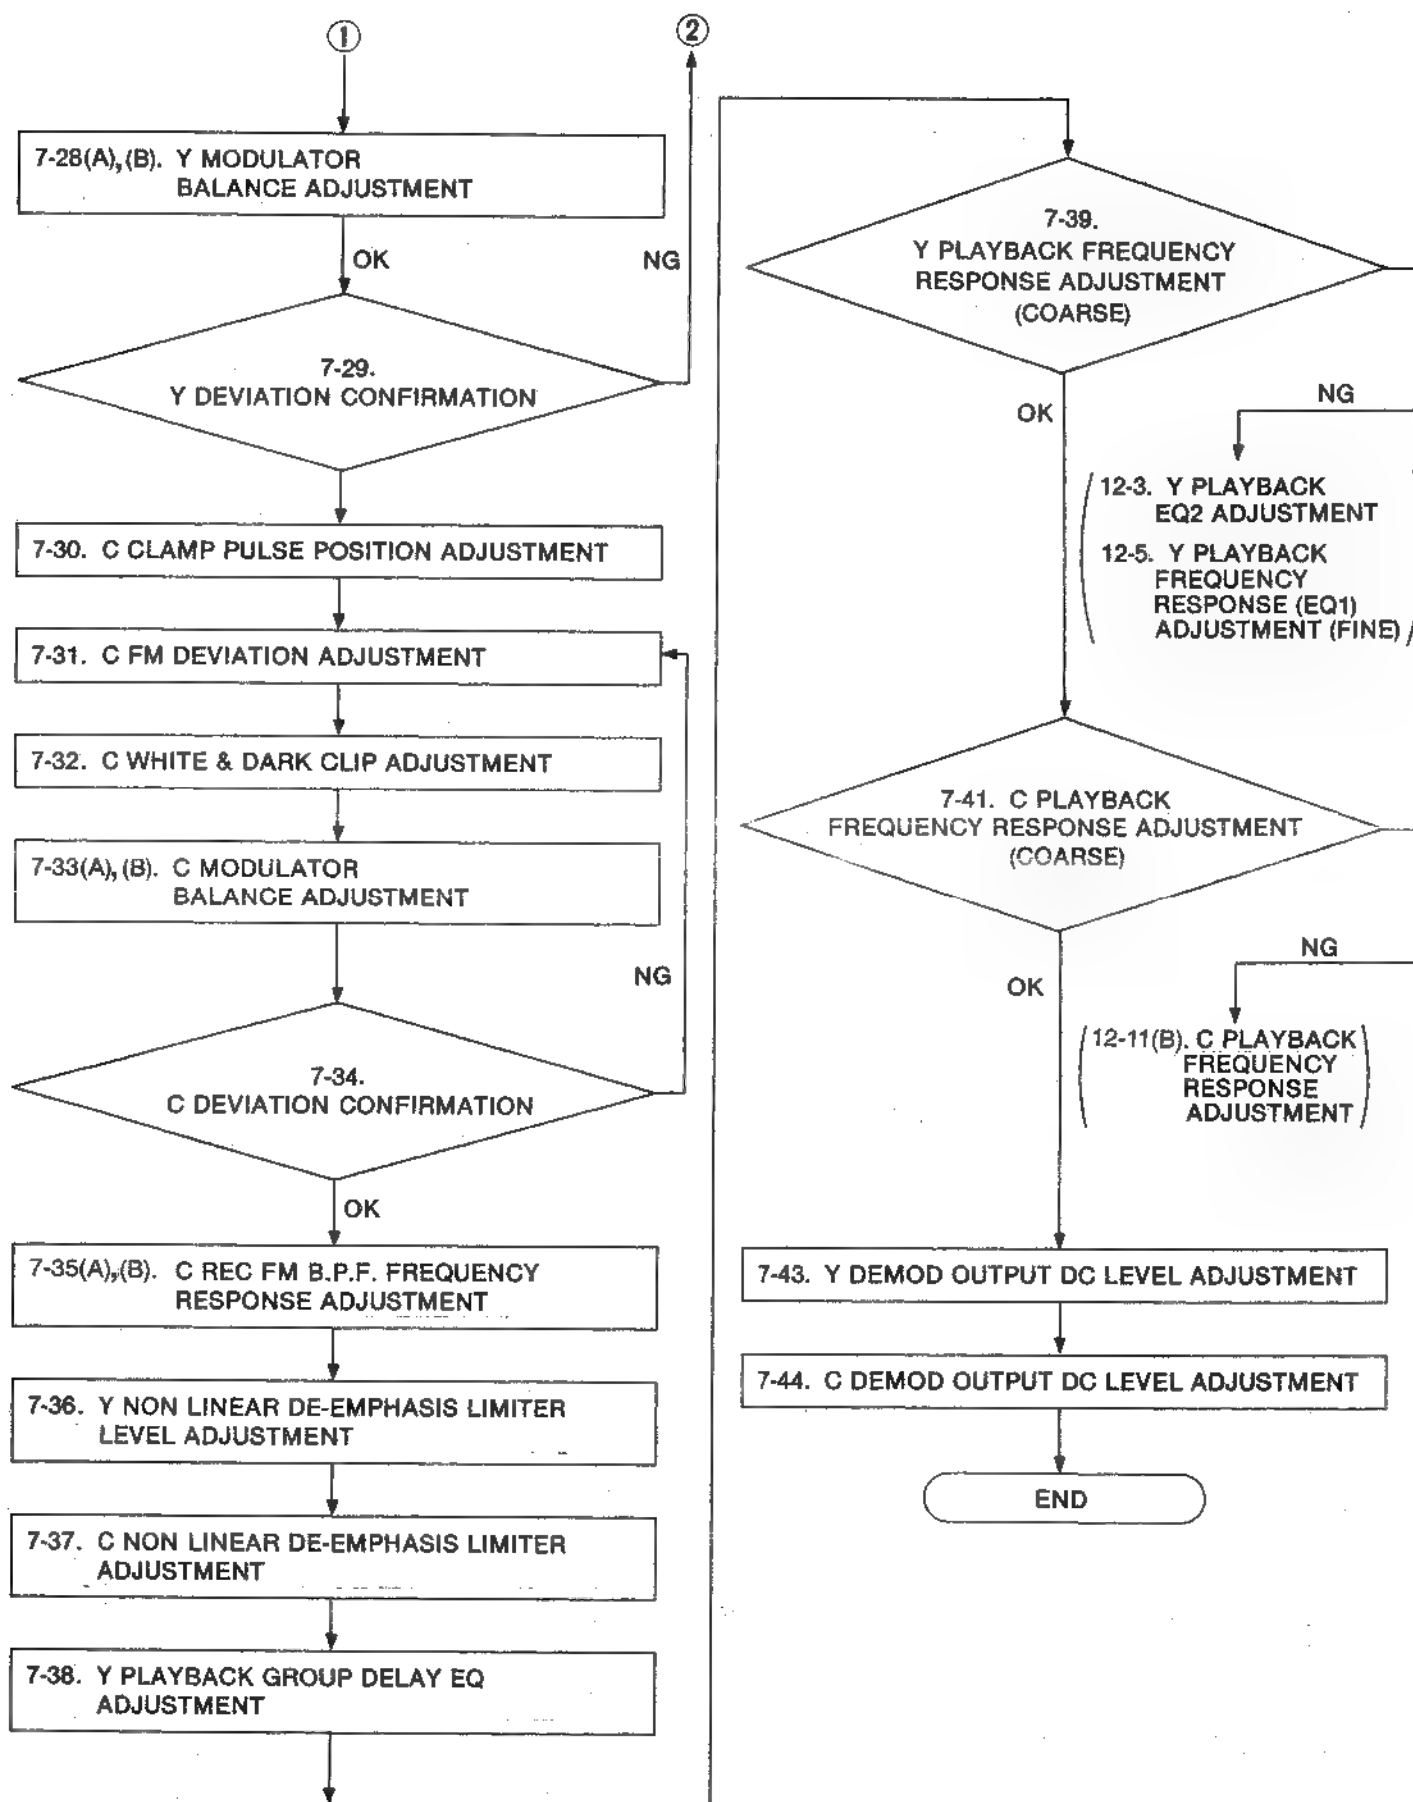 ①
②
7-28(A),(B). Y MODULATOR
BALANCE ADJUSTMENT
OK
NG
7-29.
Y DEVIATION CONFIRMATION
7-30. C CLAMP PULSE POSITION ADJUSTMENT
7-31. C FM DEVIATION ADJUSTMENT
7-32. C WHITE & DARK CLIP ADJUSTMENT
7-33(A), (B). C MODULATOR
BALANCE ADJUSTMENT
NG
7-34.
C DEVIATION CONFIRMATION
OK
7-35(A),(B). C REC FM B.P.F. FREQUENCY
RESPONSE ADJUSTMENT
7-36. Y NON LINEAR DE-EMPHASIS LIMITER
LEVEL ADJUSTMENT
7-37. C NON LINEAR DE-EMPHASIS LIMITER
ADJUSTMENT
7-38. Y PLAYBACK GROUP DELAY EQ
ADJUSTMENT
7-39.
Y PLAYBACK FREQUENCY
RESPONSE ADJUSTMENT
(COARSE)
OK
NG
12-3. Y PLAYBACK
EQ2 ADJUSTMENT
12-5. Y PLAYBACK
FREQUENCY
RESPONSE (EQ1)
ADJUSTMENT (FINE)
7-41. C PLAYBACK
FREQUENCY RESPONSE ADJUSTMENT
(COARSE)
OK
NG
12-11(B). C PLAYBACK
FREQUENCY
RESPONSE
ADJUSTMENT
7-43. Y DEMOD OUTPUT DC LEVEL ADJUSTMENT
7-44. C DEMOD OUTPUT DC LEVEL ADJUSTMENT
END